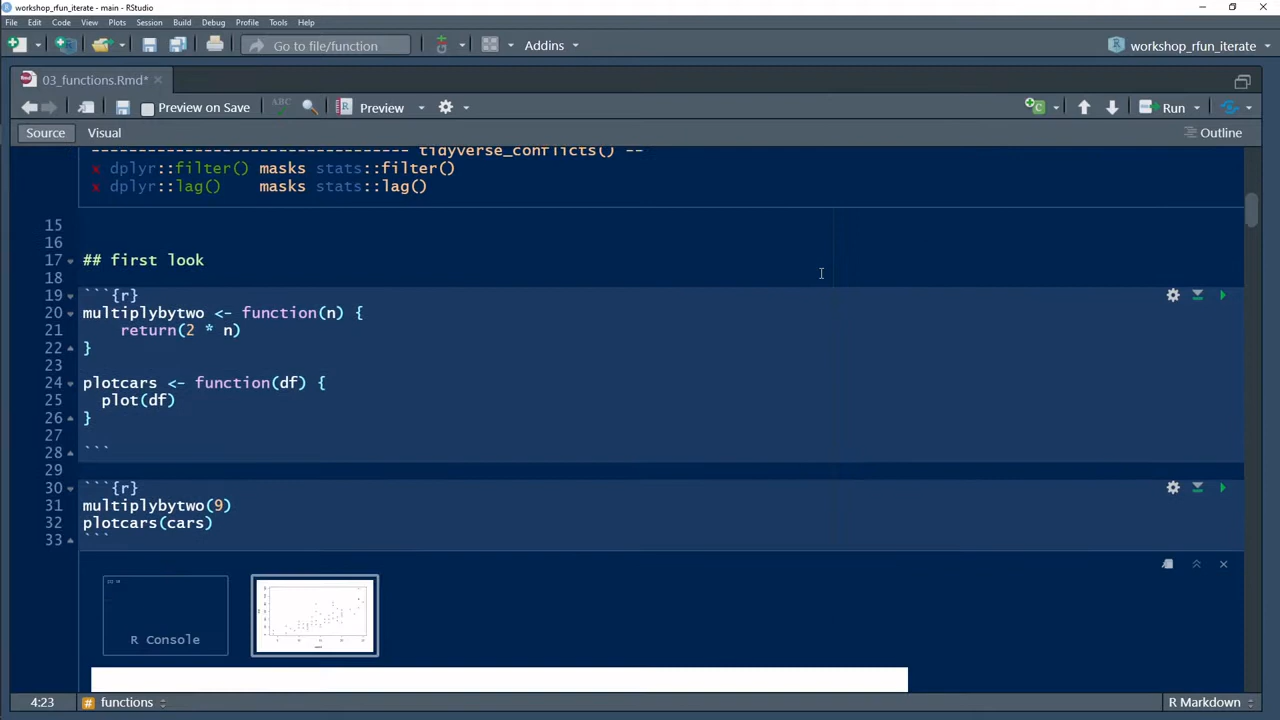 workshop_rfun_iterate - main - RStudio
File Edit Code View Plots Session Build Debug Profile Tools Help
Go to file/function Addins workshop_rfun_iterate
03_functions.Rmd*
Preview on Save ABC Preview Run
Source Visual Outline
--------------------------------- tidyverse_conflicts() --
x dplyr::filter() masks stats::filter()
x dplyr::lag() masks stats::lag()
15
16
17 ## first look
18
19 ```{r}
20 multiplybytwo <- function(n) {
21 return(2 * n)
22 }
23
24 plotcars <- function(df) {
25 plot(df)
26 }
27
28 ```
29
30 ```{r}
31 multiplybytwo(9)
32 plotcars(cars)
33 ```
R Console
4:23 # functions R Markdown